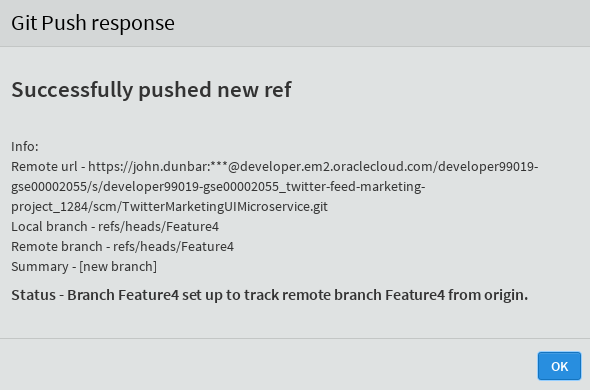 Git Push response
Successfully pushed new ref
Info:
Remote url - https://john.dunbar:***@developer.em2.oraclecloud.com/developer99019-
gse00002055/s/developer99019-gse00002055_twitter-feed-marketing-
project_1284/scm/TwitterMarketingUIMicroservice.git
Local branch - refs/heads/Feature4
Remote branch - refs/heads/Feature4
Summary - [new branch]
Status - Branch Feature4 set up to track remote branch Feature4 from origin.
OK